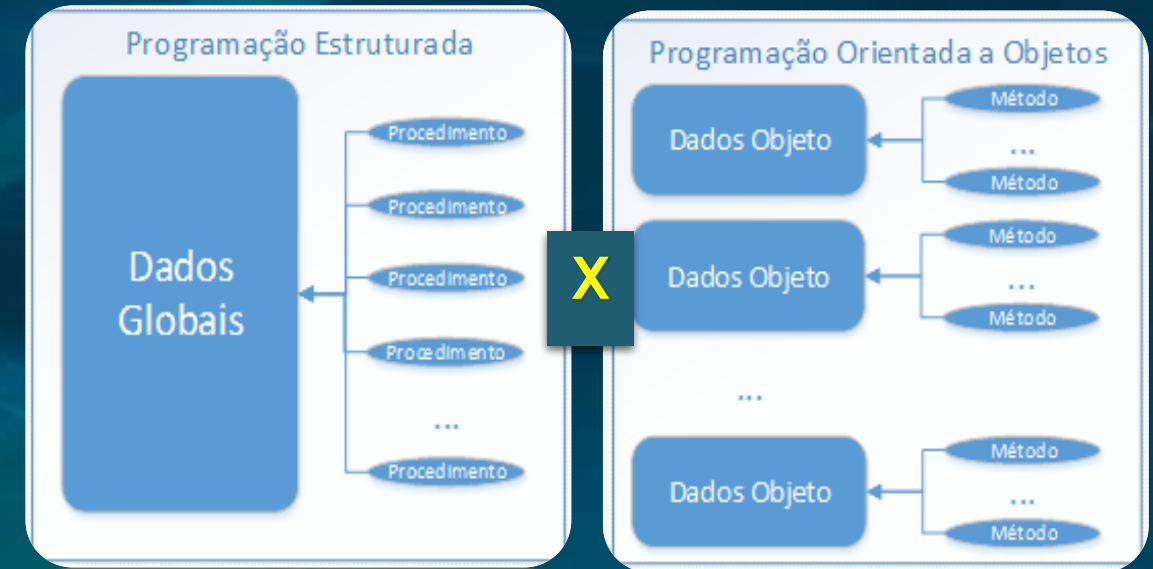 Programação Estruturada
Dados
Globais
Procedimento
Procedimento
Procedimento
Procedimento
...
Procedimento
X
Programação Orientada a Objetos
Dados Objeto
Método
...
Método
Dados Objeto
Método
...
Método
...
Dados Objeto
Método
...
Método